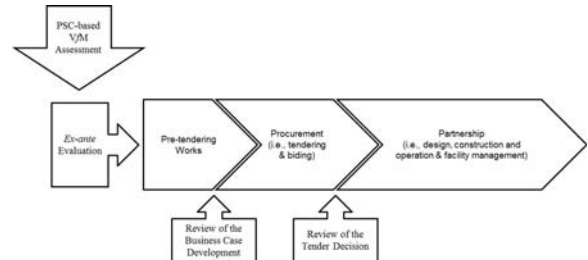 PSC-based
VfM
Assessment
Ex-ante
Evaluation
Pre-tendering
Works
Procurement
(i.e., tendering
& biding)
Partnership
(i.e., design, construction and
operation & facility management)
Review of the
Business Case
Development
Review of the
Tender Decision